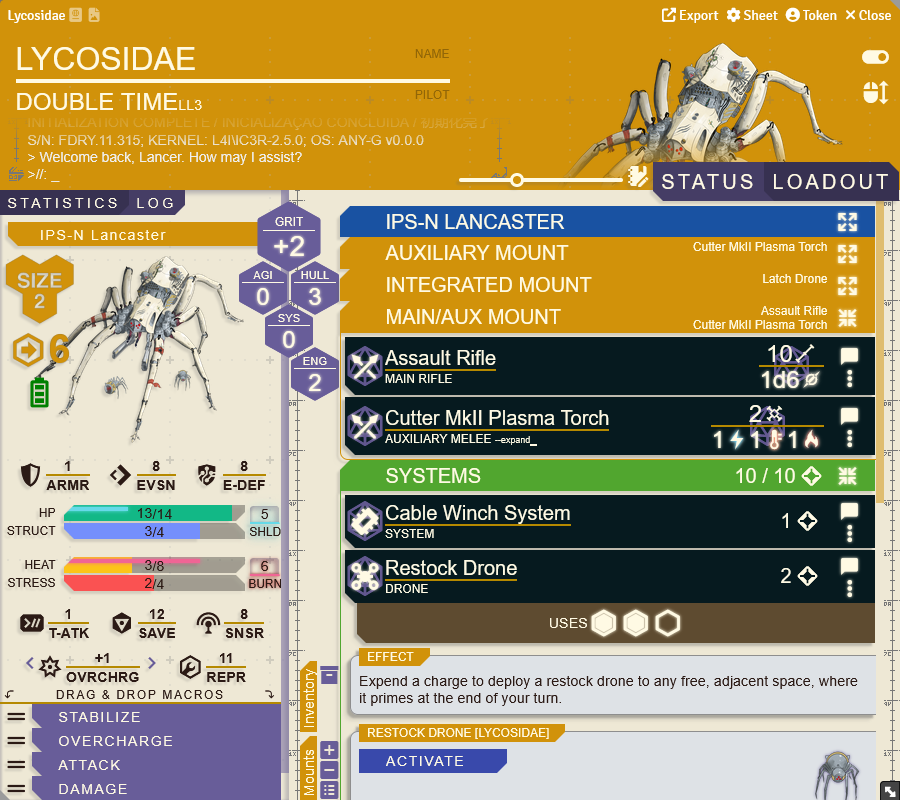 Lycosidae
Export Sheet Token Close
LYCOSIDAE
NAME
DOUBLE TIME LL3
PILOT
INITIALIZATION COMPLETE / INICIALIZAÇÃO CONCLUÍDA / 初期化完了
S/N: FDRY.11.315; KERNEL: L4I\IC3R-2.5.0; OS: ANY-G v0.0.0
> Welcome back, Lancer. How may I assist?
>//: _
STATUS LOADOUT
STATISTICS LOG
IPS-N Lancaster
SIZE
2
6
GRIT
+2
AGI
0
HULL
3
SYS
0
ENG
2
1
ARMR
8
EVSN
8
E-DEF
HP 13/14 5
STRUCT 3/4 SHLD
HEAT 3/8 6
STRESS 2/4 BURN
1
T-ATK
12
SAVE
8
SNSR
+1
OVRCHRG
11
REPR
DRAG & DROP MACROS
STABILIZE
OVERCHARGE
ATTACK
DAMAGE
Inventory
Mounts
IPS-N LANCASTER
AUXILIARY MOUNT Cutter MkII Plasma Torch
INTEGRATED MOUNT Latch Drone
MAIN/AUX MOUNT Assault Rifle
Cutter MkII Plasma Torch
Assault Rifle 10
MAIN RIFLE 1d6
Cutter MkII Plasma Torch 2
AUXILIARY MELEE --expand_ 1 1 1
SYSTEMS 10 / 10
Cable Winch System 1
SYSTEM
Restock Drone 2
DRONE
USES
EFFECT
Expend a charge to deploy a restock drone to any free, adjacent space, where
it primes at the end of your turn.
RESTOCK DRONE [LYCOSIDAE]
ACTIVATE